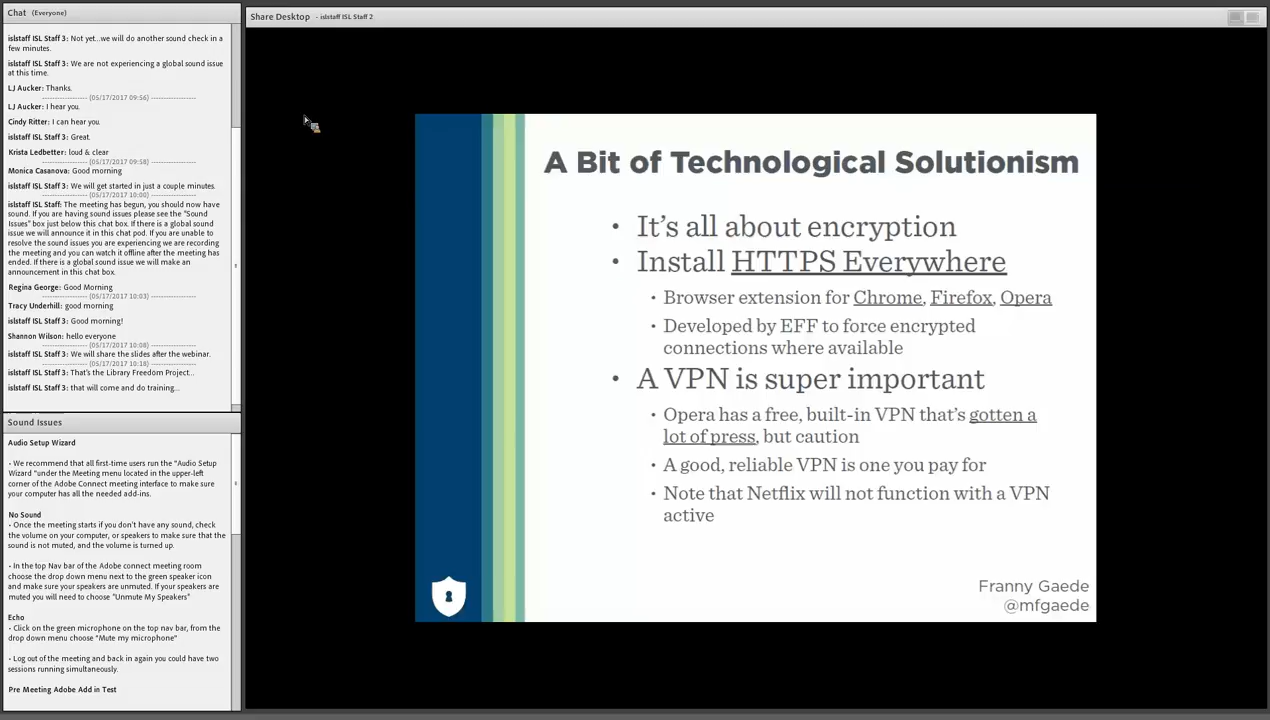 Chat (Everyone)
islstaff ISL Staff 3: Not yet...we will do another sound check in a
few minutes.
islstaff ISL Staff 3: We are not experiencing a global sound issue
at this time.
LJ Aucker: Thanks.
------------------ (05/17/2017 09:56) ------------------
LJ Aucker: I hear you.
Cindy Ritter: I can hear you.
islstaff ISL Staff 3: Great.
Krista Ledbetter: loud & clear
------------------ (05/17/2017 09:58) ------------------
Monica Casanova: Good morning
islstaff ISL Staff 3: We will get started in just a couple minutes.
------------------ (05/17/2017 10:00) ------------------
islstaff ISL Staff: The meeting has begun, you should now have
sound. If you are having sound issues please see the "Sound
Issues" box just below this chat box. If there is a global sound
issue we will announce it in this chat pod. If you are unable to
resolve the sound issues you are experiencing we are recording
the meeting and you can watch it offline after the meeting has
ended. If there is a global sound issue we will make an
announcement in this chat box.
Regina George: Good Morning
------------------ (05/17/2017 10:03) ------------------
Tracy Underhill: good morning
islstaff ISL Staff 3: Good morning!
Shannon Wilson: hello everyone
------------------ (05/17/2017 10:08) ------------------
islstaff ISL Staff 3: We will share the slides after the webinar.
------------------ (05/17/2017 10:18) ------------------
islstaff ISL Staff 3: That's the Library Freedom Project...
islstaff ISL Staff 3: that will come and do training...
Sound Issues
Audio Setup Wizard
• We recommend that all first-time users run the "Audio Setup
Wizard "under the Meeting menu located in the upper-left
corner of the Adobe Connect meeting interface to make sure
your computer has all the needed add-ins.
No Sound
• Once the meeting starts if you don't have any sound, check
the volume on your computer, or speakers to make sure that the
sound is not muted, and the volume is turned up.
• In the top Nav bar of the Adobe connect meeting room
choose the drop down menu next to the green speaker icon
and make sure your speakers are unmuted. If your speakers are
muted you will need to choose "Unmute My Speakers"
Echo
• Click on the green microphone on the top nav bar, from the
drop down menu choose "Mute my microphone"
• Log out of the meeting and back in again you could have two
sessions running simultaneously.
Pre Meeting Adobe Add in Test
Share Desktop - islstaff ISL Staff 2
A Bit of Technological Solutionism
• It's all about encryption
• Install HTTPS Everywhere
• Browser extension for Chrome, Firefox, Opera
• Developed by EFF to force encrypted
connections where available
• A VPN is super important
• Opera has a free, built-in VPN that's gotten a
lot of press, but caution
• A good, reliable VPN is one you pay for
• Note that Netflix will not function with a VPN
active
Franny Gaede
@mfgaede